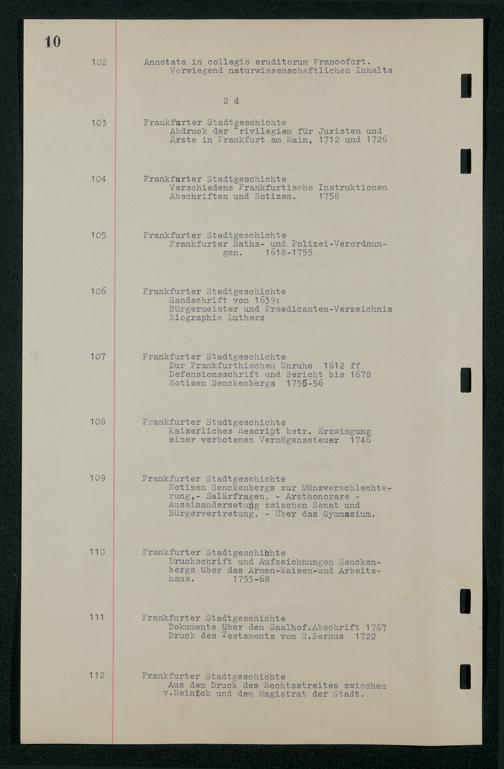 10
102 Annotata in collegio eruditorum Francofort.
Vorwiegend naturwissenschaftlichen Inhalts
2 d
103 Frankfurter Stadtgeschichte
Abdruck der Privilegien für Juristen und
Ärzte in Frankfurt am Main, 1712 und 1726
104 Frankfurter Stadtgeschichte
Verschiedene Frankfurtische Instruktionen
Abschriften und Notizen. 1758
105 Frankfurter Stadtgeschichte
Frankfurter Raths- und Polizei-Verordnun-
gen. 1618-1755
106 Frankfurter Stadtgeschichte
Handschrift von 1639:
Bürgermeister und Praedicanten-Verzeichnis
Biographie Luthers
107 Frankfurter Stadtgeschichte
Zur Frankfurthischen Unruhe 1612 ff
Defensionsschrift und Bericht bis 1678
Notizen Senckenbergs 1755-56
108 Frankfurter Stadtgeschichte
Kaiserliches Rescript betr. Erzwingung
einer verbotenen Vermögenssteuer 1746
109 Frankfurter Stadtgeschichte
Notizen Senckenbergs zur Münzverschlechte-
rung,- Salärfragen, - Arzthonorare -
Auseinandersetung zwischen Senat und
Bürgervertretung. - Über das Gymnasium.
110 Frankfurter Stadtgeschichhte
Druckschrift und Aufzeichnungen Sencken-
bergs über das Armen-Waisen-und Arbeits-
haus. 1753-68
111 Frankfurter Stadtgeschichte
Dokumente über den Saalhof.Abschrift 1767
Druck des Testaments von H.Bernus 1722
112 Frankfurter Stadtgeschichte
Aus dem Druck des Rechtsstreites zwischen
v.Reinick und dem Magistrat der Stadt.